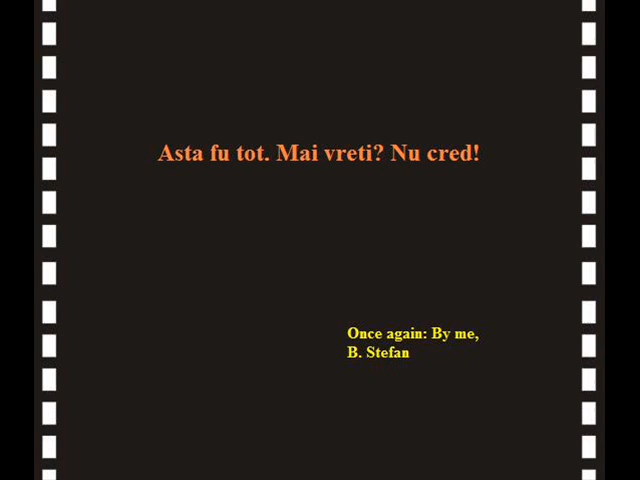 Asta fu tot. Mai vreti? Nu cred!
Once again: By me,
B. Stefan